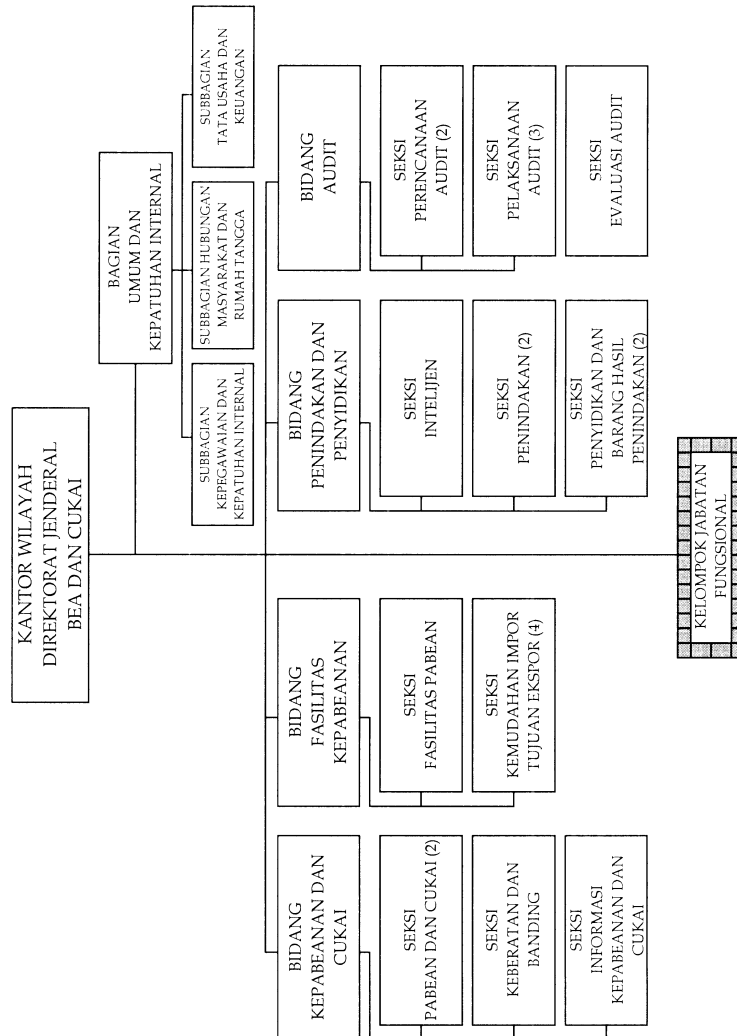 KANTOR WILAYAH
DIREKTORAT JENDERAL
BEA DAN CUKAI
BAGIAN
UMUM DAN
KEPATUHAN INTERNAL
SUBBAGIAN
KEPEGAWAIAN DAN
KEPATUHAN INTERNAL
SUBBAGIAN HUBUNGAN
MASYARAKAT DAN
RUMAH TANGGA
SUBBAGIAN
TATA USAHA DAN
KEUANGAN
BIDANG
KEPABEANAN DAN
CUKAI
SEKSI
PABEAN DAN CUKAI (2)
SEKSI
KEBERATAN DAN
BANDING
SEKSI
INFORMASI
KEPABEANAN DAN
CUKAI
BIDANG
FASILITAS
KEPABEANAN
SEKSI
FASILITAS PABEAN
SEKSI
KEMUDAHAN IMPOR
TUJUAN EKSPOR (4)
BIDANG
PENINDAKAN DAN
PENYIDIKAN
SEKSI
INTELIJEN
SEKSI
PENINDAKAN (2)
SEKSI
PENYIDIKAN DAN
BARANG HASIL
PENINDAKAN (2)
BIDANG
AUDIT
SEKSI
PERENCANAAN
AUDIT (2)
SEKSI
PELAKSANAAN
AUDIT (3)
SEKSI
EVALUASI AUDIT
KELOMPOK JABATAN
FUNGSIONAL